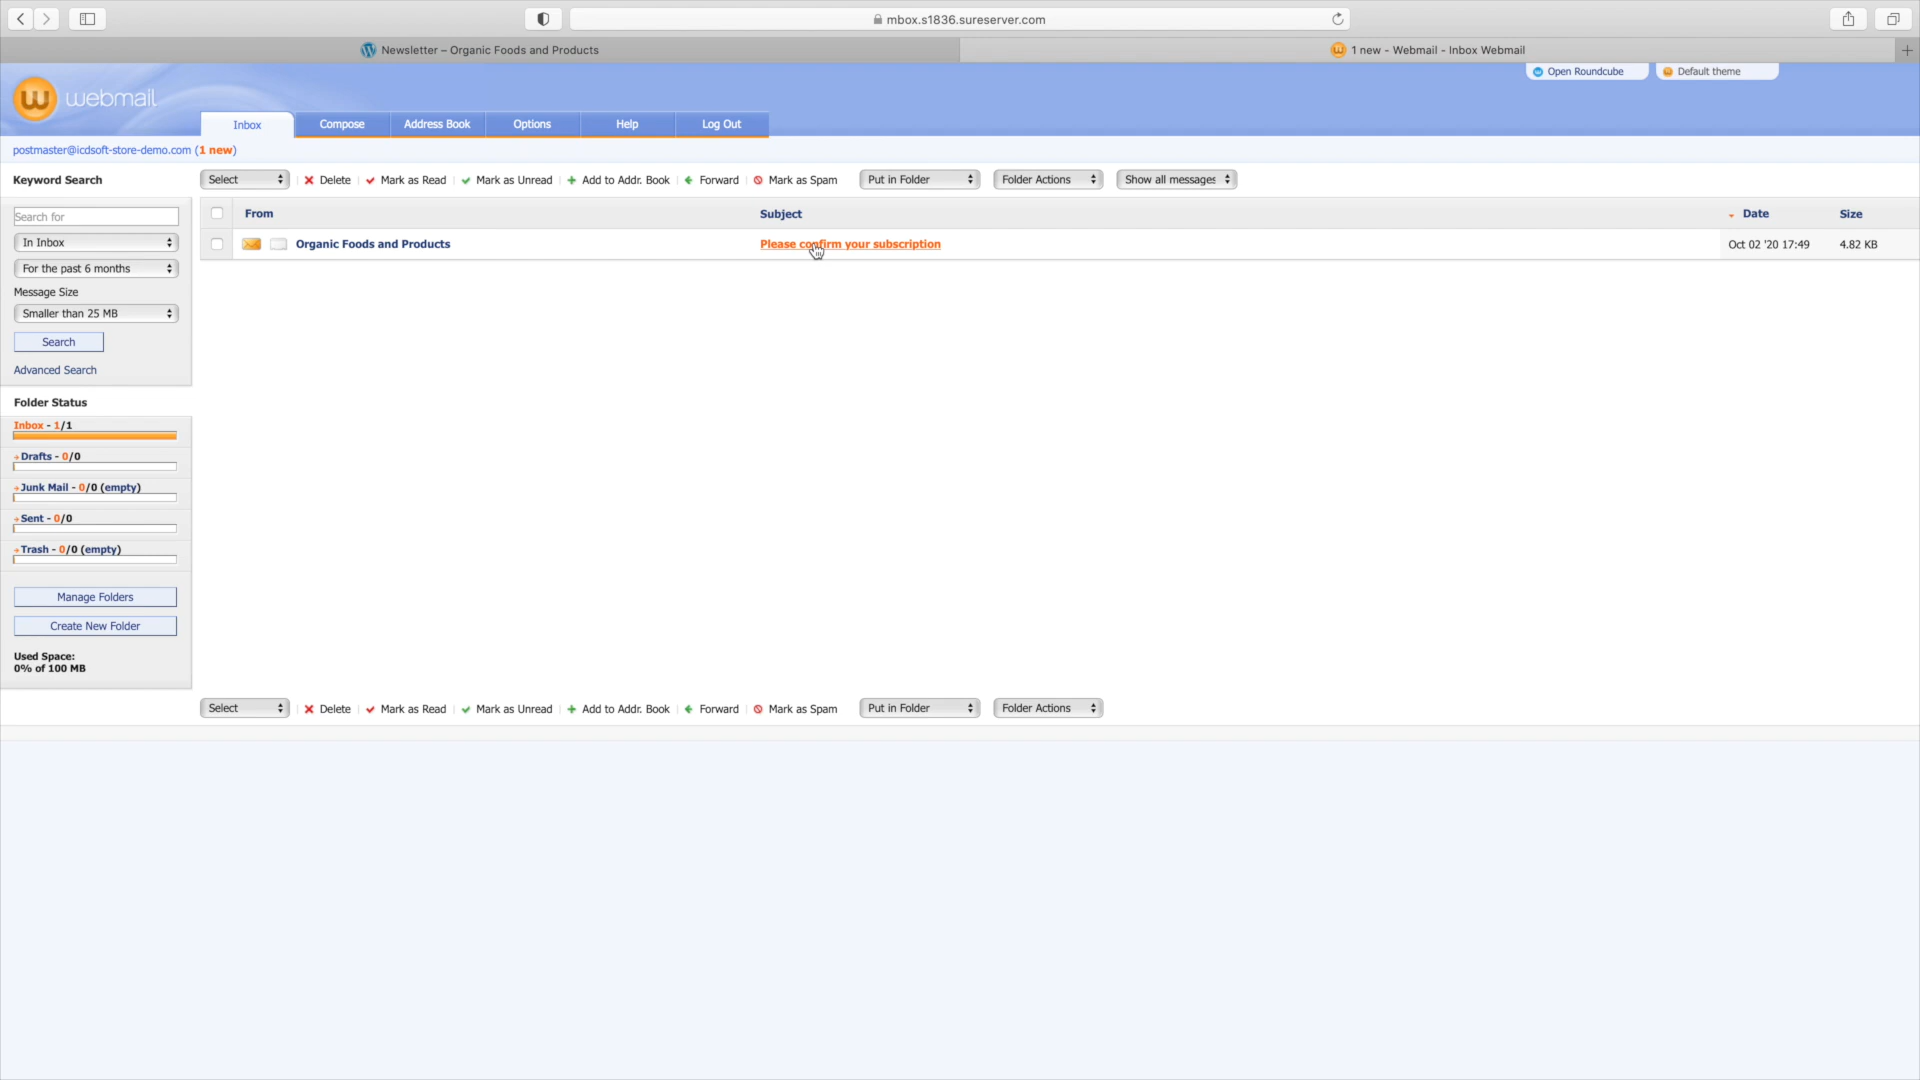 mbox.s1836.sureserver.com
Newsletter – Organic Foods and Products
1 new - Webmail - Inbox Webmail
Open Roundcube
Default theme
webmail
Inbox
Compose
Address Book
Options
Help
Log Out
postmaster@icdsoft-store-demo.com (1 new)
Keyword Search
Select
Delete
Mark as Read
Mark as Unread
Add to Addr. Book
Forward
Mark as Spam
Put in Folder
Folder Actions
Show all messages
Search for
From
Subject
Date
Size
In Inbox
Organic Foods and Products
Please confirm your subscription
Oct 02 '20 17:49
4.82 KB
For the past 6 months
Message Size
Smaller than 25 MB
Search
Advanced Search
Folder Status
Inbox - 1/1
Drafts - 0/0
Junk Mail - 0/0 (empty)
Sent - 0/0
Trash - 0/0 (empty)
Manage Folders
Create New Folder
Used Space:
0% of 100 MB
Select
Delete
Mark as Read
Mark as Unread
Add to Addr. Book
Forward
Mark as Spam
Put in Folder
Folder Actions